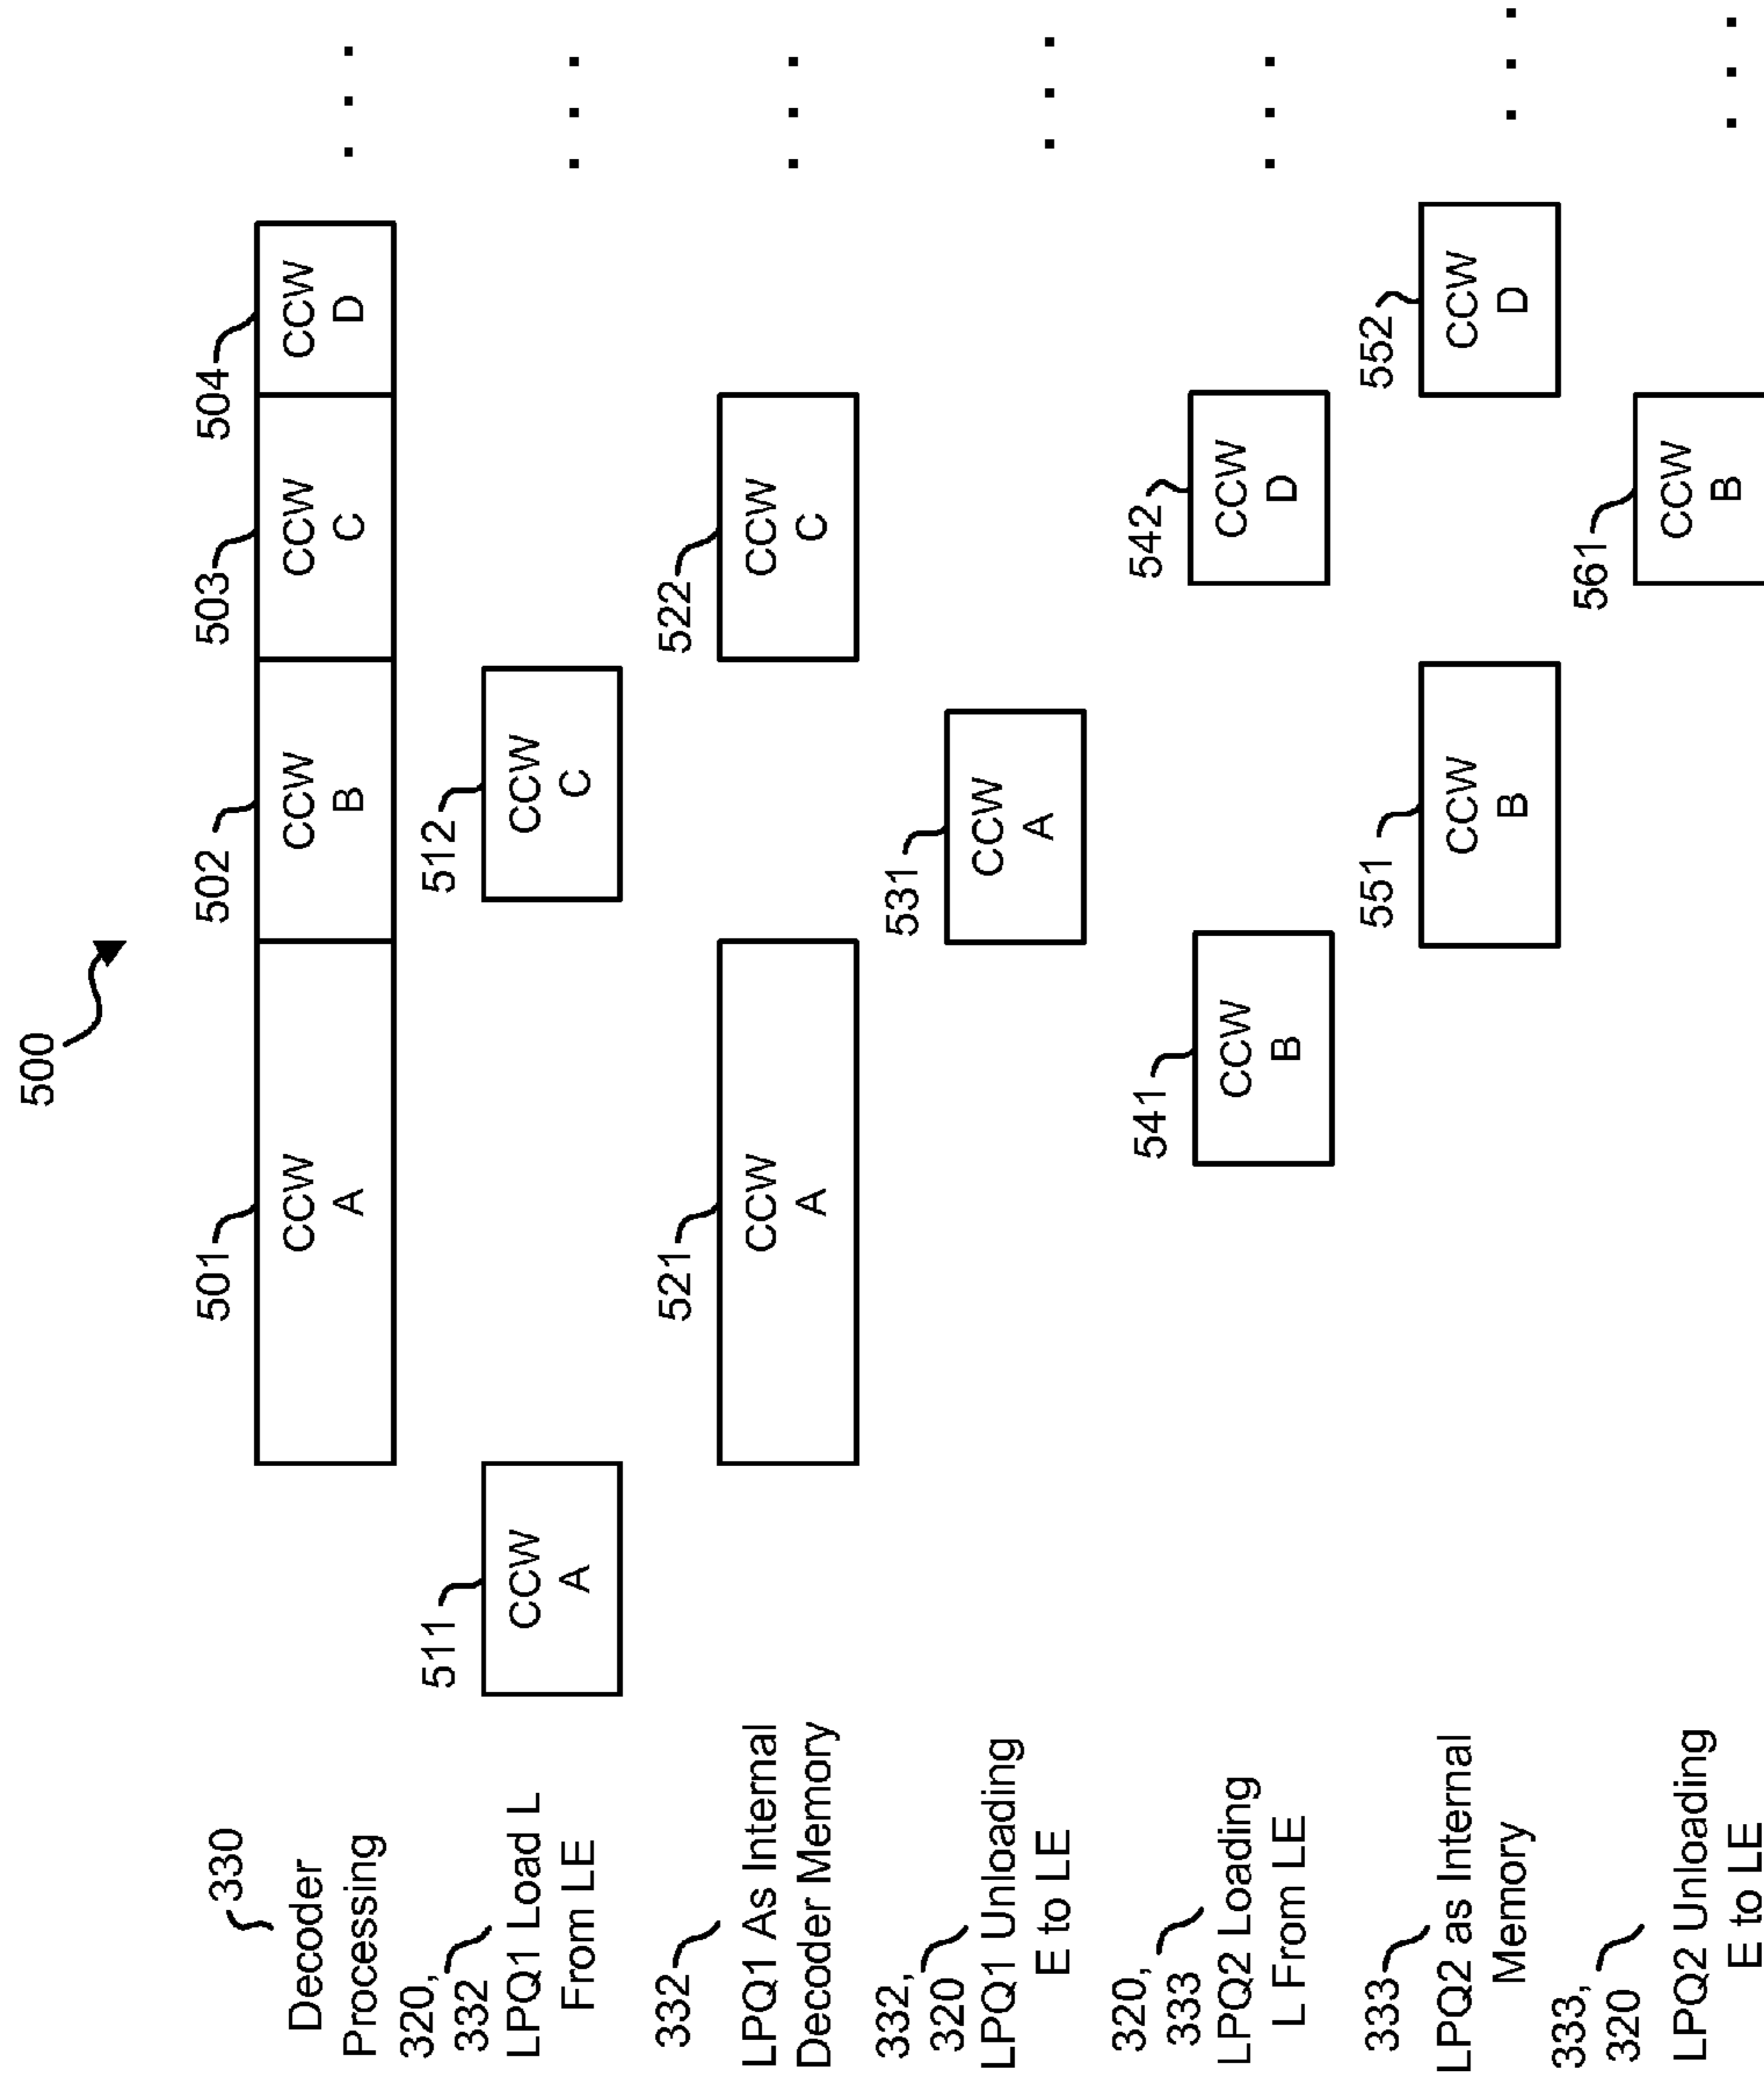 500
330
Decoder
Processing
501
CCW
A
502
CCW
B
503
CCW
C
504
CCW
D
. . .
320,
332
LPQ1 Load L
From LE
511
CCW
A
512
CCW
C
. . .
332
LPQ1 As Internal
Decoder Memory
521
CCW
A
522
CCW
C
. . .
332,
320
LPQ1 Unloading
E to LE
531
CCW
A
. . .
320,
333
LPQ2 Loading
L From LE
541
CCW
B
542
CCW
D
. . .
333
LPQ2 as Internal
Memory
551
CCW
B
552
CCW
D
. . .
333,
320
LPQ2 Unloading
E to LE
561
CCW
B
. . .